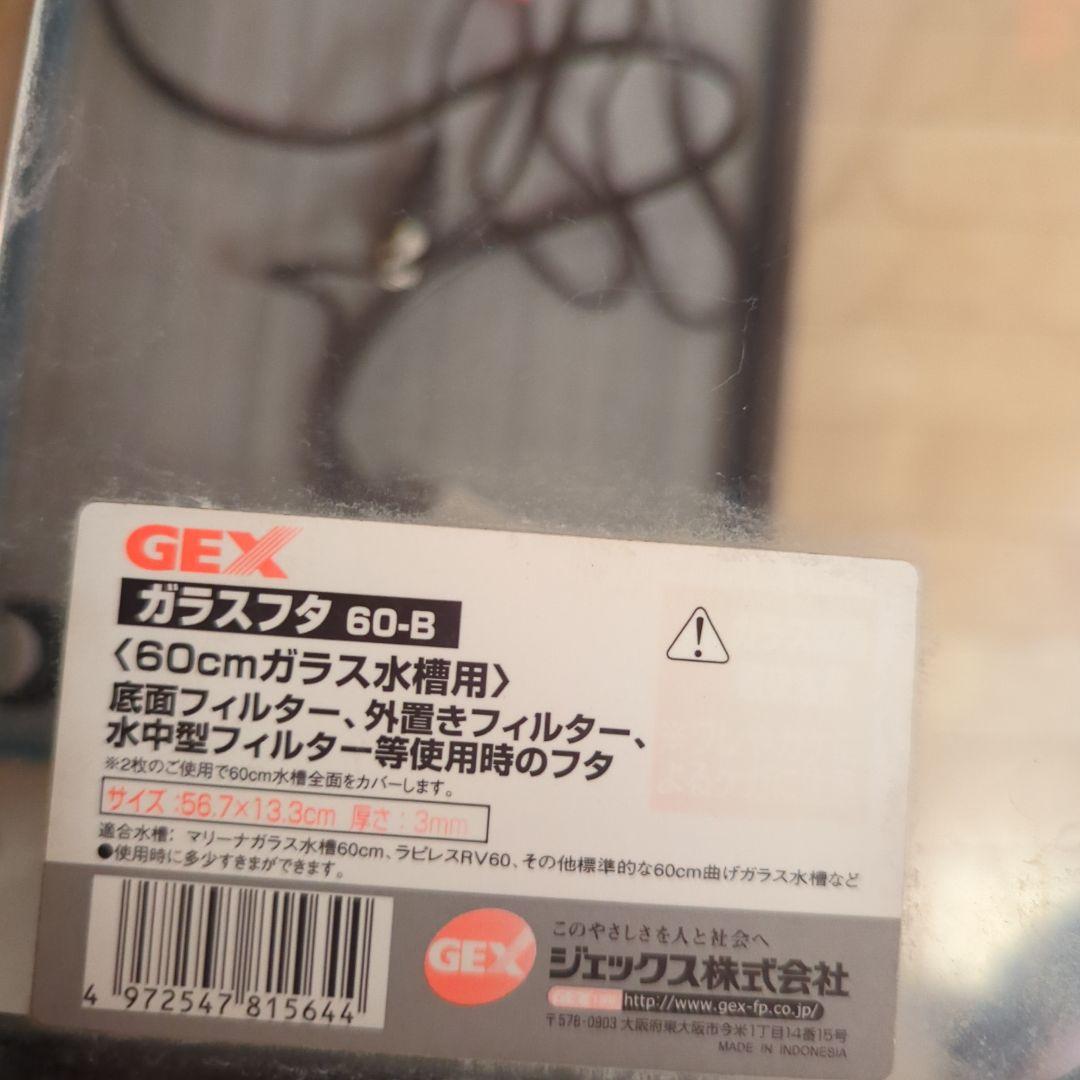 GEX
ガラスフタ 60-B
〈60cmガラス水槽用〉
底面フィルター、外置きフィルター、
水中型フィルター等使用時のフタ
※2枚のご使用で60cm水槽全面をカバーします。
サイズ:56.7×13.3cm 厚さ:3mm
適合水槽: マリーナガラス水槽60cm、ラピレスRV60、その他標準的な60cm曲げガラス水槽など
●使用時に多少すきまができます。
4 972547 815644
GEX
このやさしさを人と社会へ
ジェックス株式会社
http://www.gex-fp.co.jp/
〒578-0903 大阪府東大阪市今米1丁目14番15号
MADE IN INDONESIA